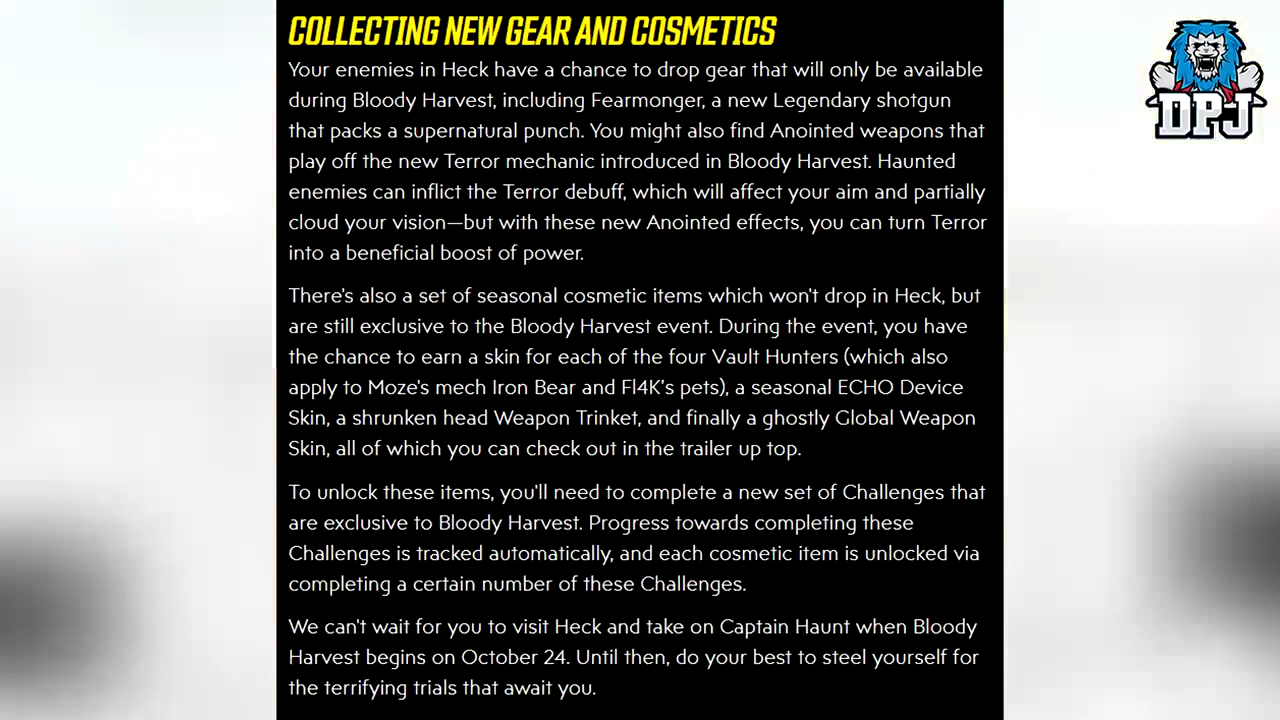 COLLECTING NEW GEAR AND COSMETICS
Your enemies in Heck have a chance to drop gear that will only be available
during Bloody Harvest, including Fearmonger, a new Legendary shotgun
that packs a supernatural punch. You might also find Anointed weapons that
play off the new Terror mechanic introduced in Bloody Harvest. Haunted
enemies can inflict the Terror debuff, which will affect your aim and partially
cloud your vision—but with these new Anointed effects, you can turn Terror
into a beneficial boost of power.
There's also a set of seasonal cosmetic items which won't drop in Heck, but
are still exclusive to the Bloody Harvest event. During the event, you have
the chance to earn a skin for each of the four Vault Hunters (which also
apply to Moze's mech Iron Bear and Fl4K's pets), a seasonal ECHO Device
Skin, a shrunken head Weapon Trinket, and finally a ghostly Global Weapon
Skin, all of which you can check out in the trailer up top.
To unlock these items, you'll need to complete a new set of Challenges that
are exclusive to Bloody Harvest. Progress towards completing these
Challenges is tracked automatically, and each cosmetic item is unlocked via
completing a certain number of these Challenges.
We can't wait for you to visit Heck and take on Captain Haunt when Bloody
Harvest begins on October 24. Until then, do your best to steel yourself for
the terrifying trials that await you.
DPJ